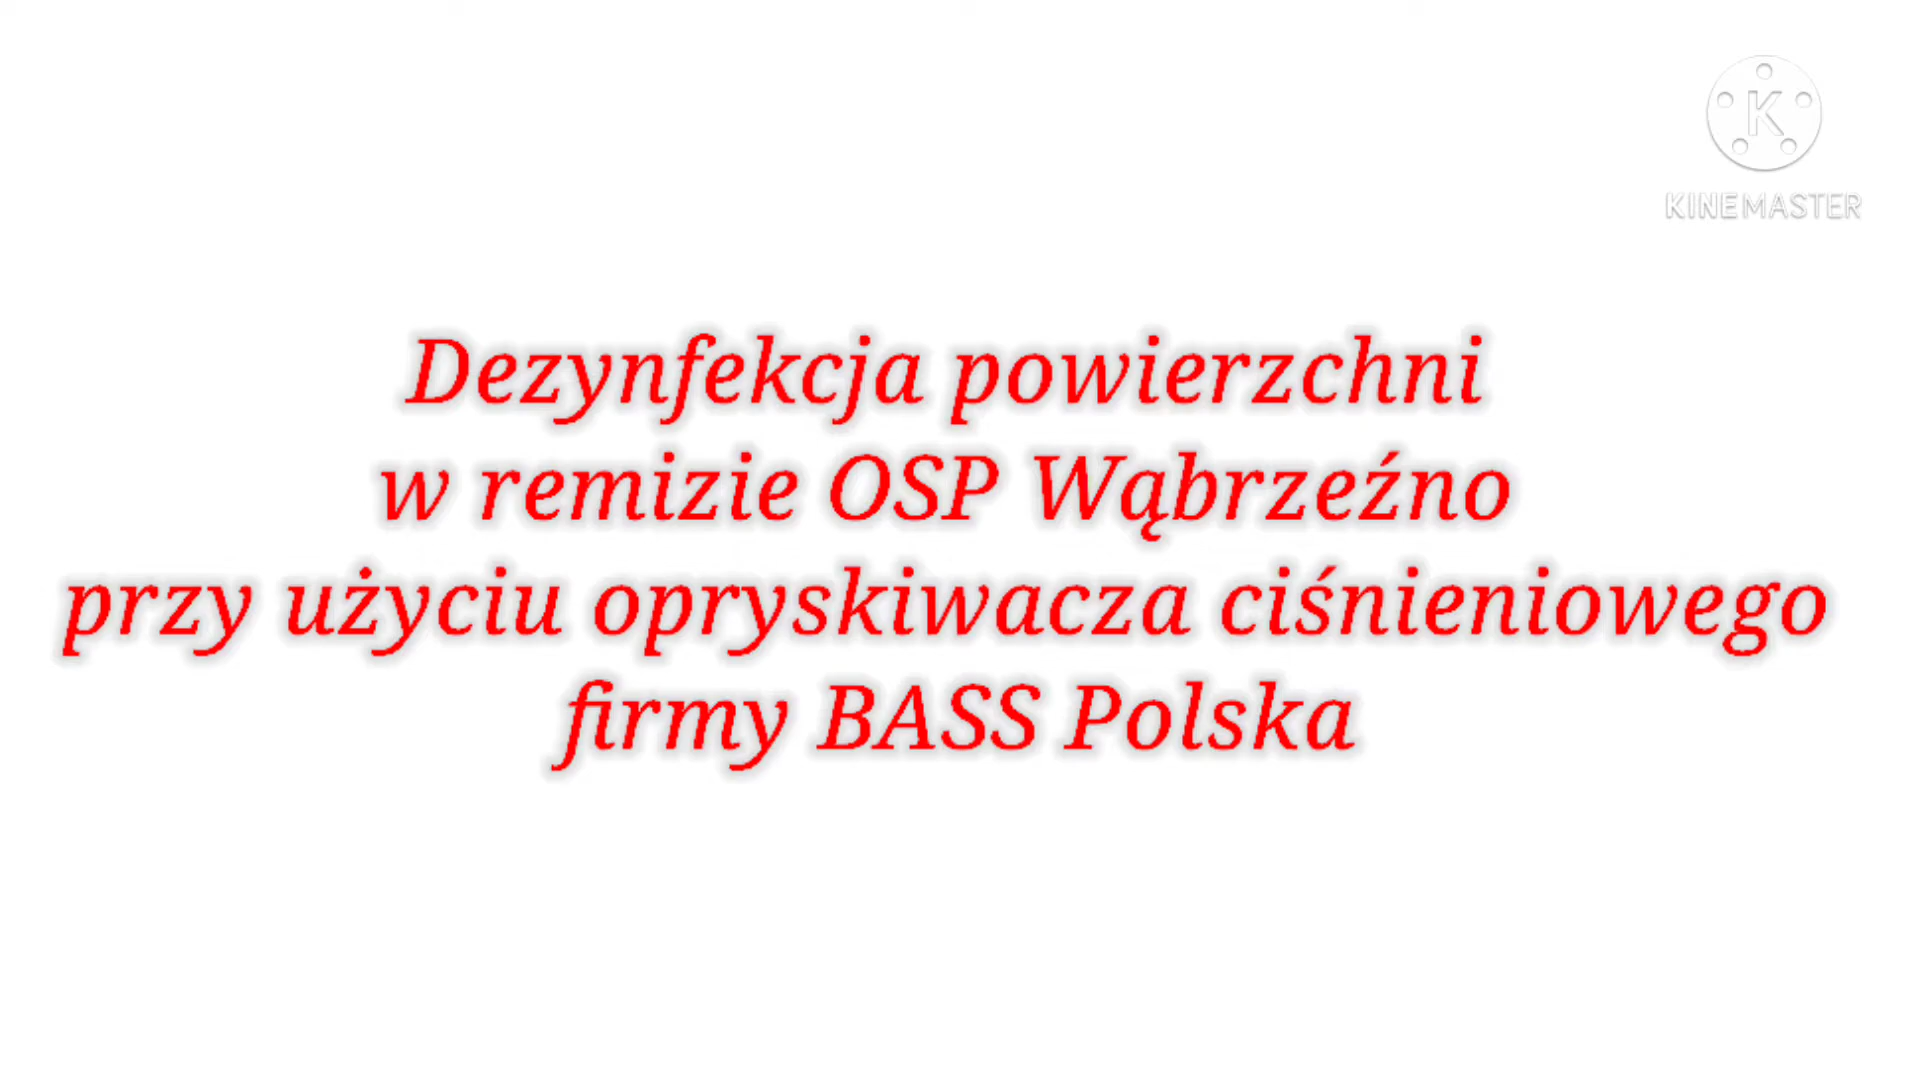 K
KINEMASTER
Dezynfekcja powierzchni
w remizie OSP Wąbrzeźno
przy użyciu opryskiwacza ciśnieniowego
firmy BASS Polska